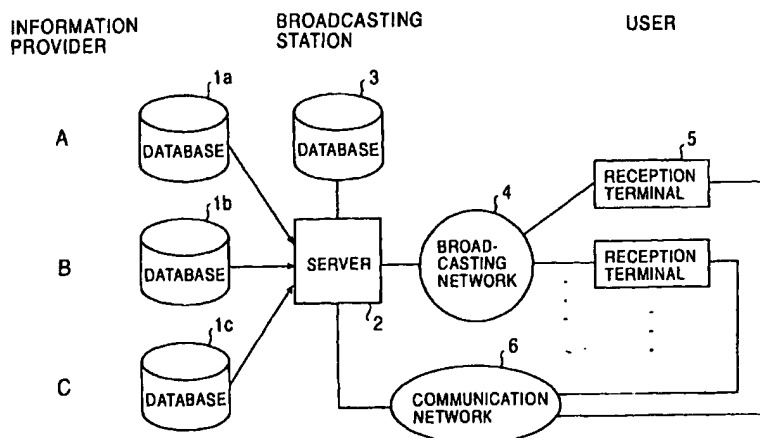 INFORMATION
PROVIDER
BROADCASTING
STATION
USER
1a
3
A
DATABASE
DATABASE
5
RECEPTION
TERMINAL
1b
4
B
DATABASE
SERVER
BROAD-
CASTING
NETWORK
RECEPTION
TERMINAL
2
1c
6
C
DATABASE
COMMUNICATION
NETWORK